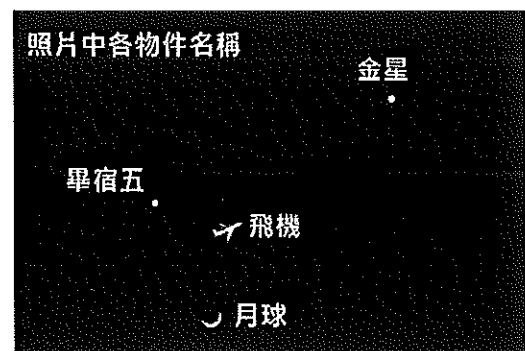 照片中各物件名稱
金星
畢宿五
飛機
月球